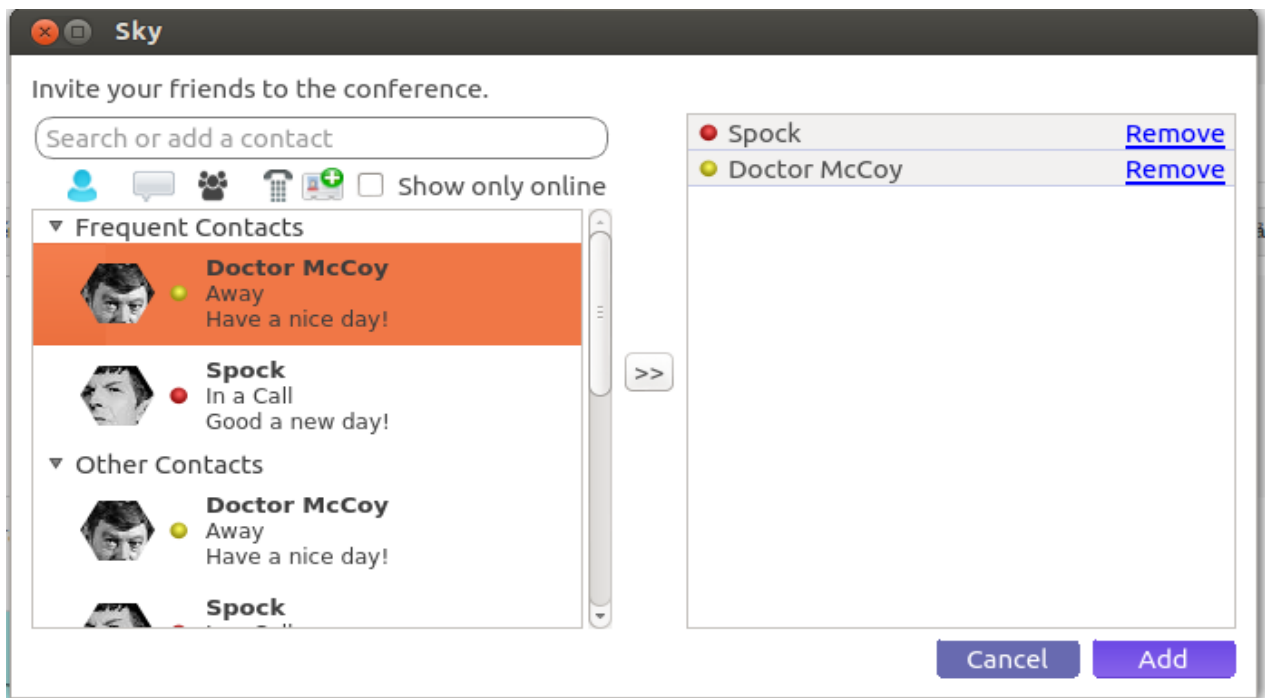 Sky
Invite your friends to the conference.
Search or add a contact
Show only online
Frequent Contacts
Doctor McCoy
Away
Have a nice day!
Spock
In a Call
Good a new day!
Other Contacts
Doctor McCoy
Away
Have a nice day!
Spock
>>
Spock Remove
Doctor McCoy Remove
Cancel Add